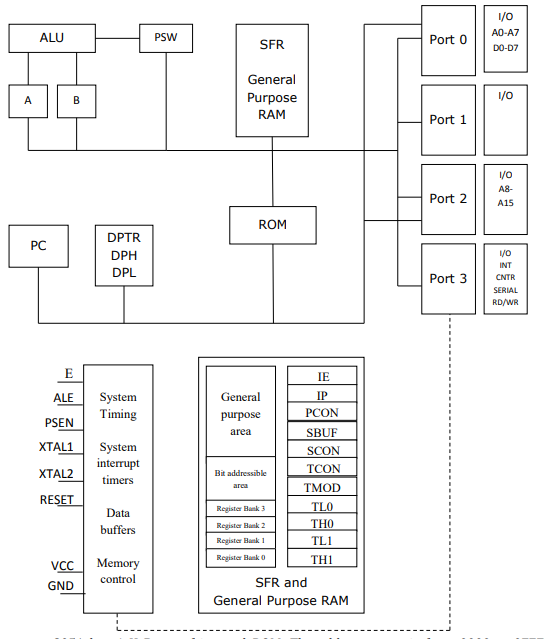 ALU
PSW
A
B
SFR
General
Purpose
RAM
Port 0
I/O
A0-A7
D0-D7
Port 1
I/O
Port 2
I/O
A8-
A15
Port 3
I/O
INT
CNTR
SERIAL
RD/WR
ROM
PC
DPTR
DPH
DPL
E
ALE
PSEN
XTAL1
XTAL2
RESET
VCC
GND
System
Timing
System
interrupt
timers
Data
buffers
Memory
control
General
purpose
area
Bit addressible
area
Register Bank 3
Register Bank 2
Register Bank 1
Register Bank 0
IE
IP
PCON
SBUF
SCON
TCON
TMOD
TL0
TH0
TL1
TH1
SFR and
General Purpose RAM